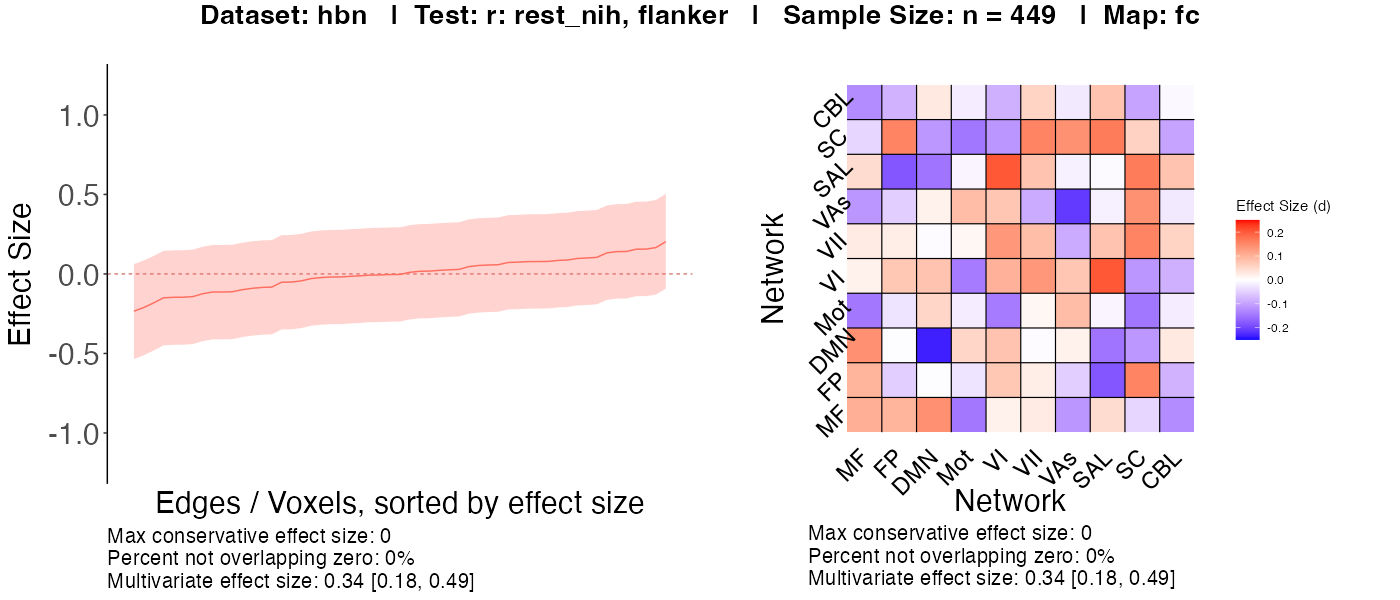 Dataset: hbn | Test: r: rest_nih, flanker | Sample Size: n = 449 | Map: fc
Effect Size
1.0
0.5
0.0
-0.5
-1.0
Edges / Voxels, sorted by effect size
Max conservative effect size: 0
Percent not overlapping zero: 0%
Multivariate effect size: 0.34 [0.18, 0.49]
Network
CBL
SC
SAL
VAs
VII
VI
Mot
DMN
FP
MF
MF
FP
DMN
Mot
VI
VII
VAs
SAL
SC
CBL
Network
Effect Size (d)
0.2
0.1
0.0
-0.1
-0.2
Max conservative effect size: 0
Percent not overlapping zero: 0%
Multivariate effect size: 0.34 [0.18, 0.49]